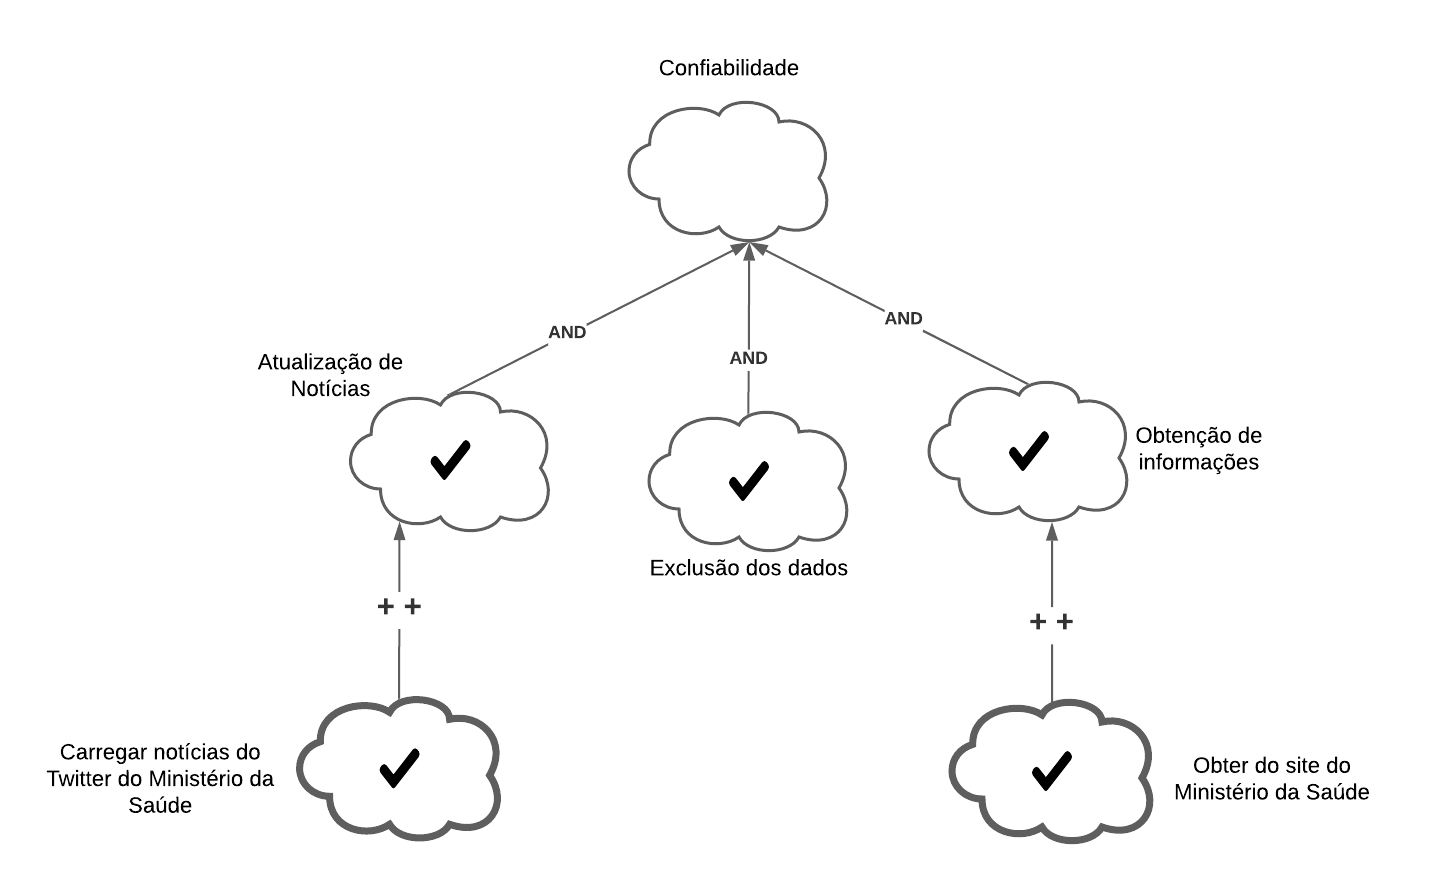 Confiabilidade
AND
AND
AND
Atualização de
Notícias
Obtenção de
informações
Exclusão dos dados
+ +
+ +
Carregar notícias do
Twitter do Ministério da
Saúde
Obter do site do
Ministério da Saúde